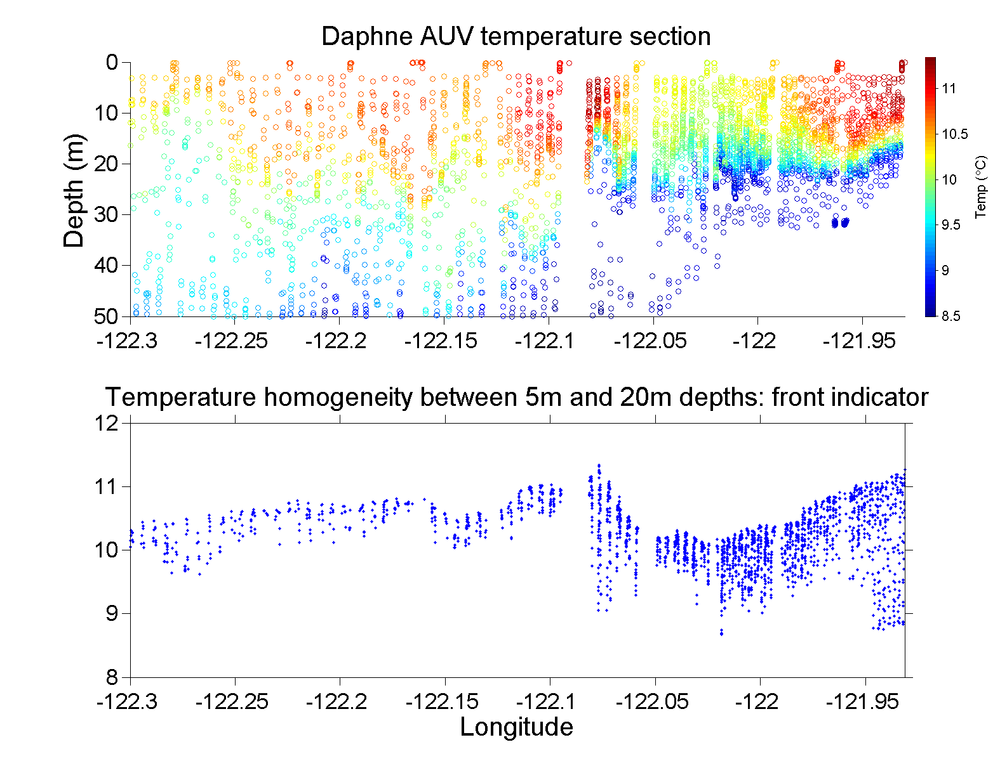 Daphne AUV temperature section
0
10
20
30
40
50
Depth (m)
-122.3 -122.25 -122.2 -122.15 -122.1 -122.05 -122 -121.95
11
10.5
10
9.5
9
8.5
Temp (°C)
Temperature homogeneity between 5m and 20m depths: front indicator
12
11
10
9
8
-122.3 -122.25 -122.2 -122.15 -122.1 -122.05 -122 -121.95
Longitude